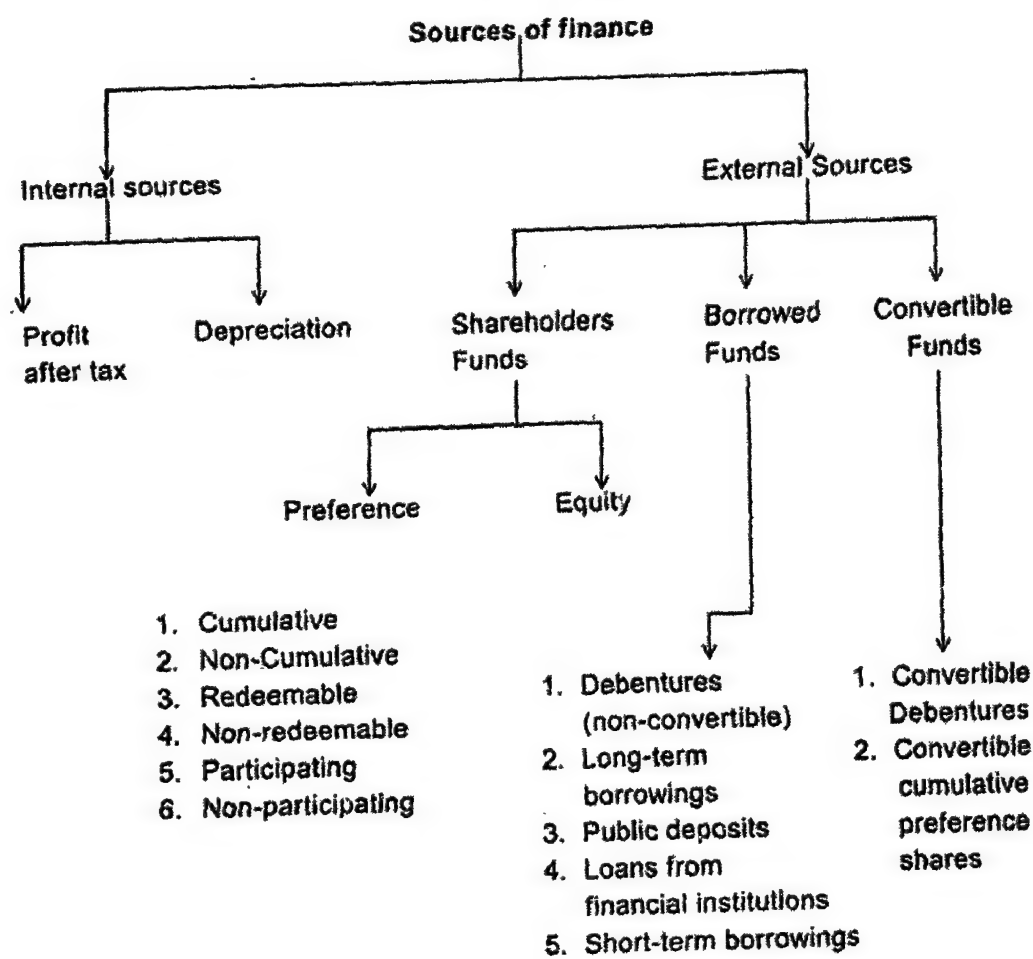 Sources of finance
Internal sources
External Sources
Profit
after tax
Depreciation
Shareholders
Funds
Borrowed
Funds
Convertible
Funds
Preference
Equity
1. Cumulative
2. Non-Cumulative
3. Redeemable
4. Non-redeemable
5. Participating
6. Non-participating
1. Debentures
(non-convertible)
2. Long-term
borrowings
3. Public deposits
4. Loans from
financial institutions
5. Short-term borrowings
1. Convertible
Debentures
2. Convertible
cumulative
preference
shares